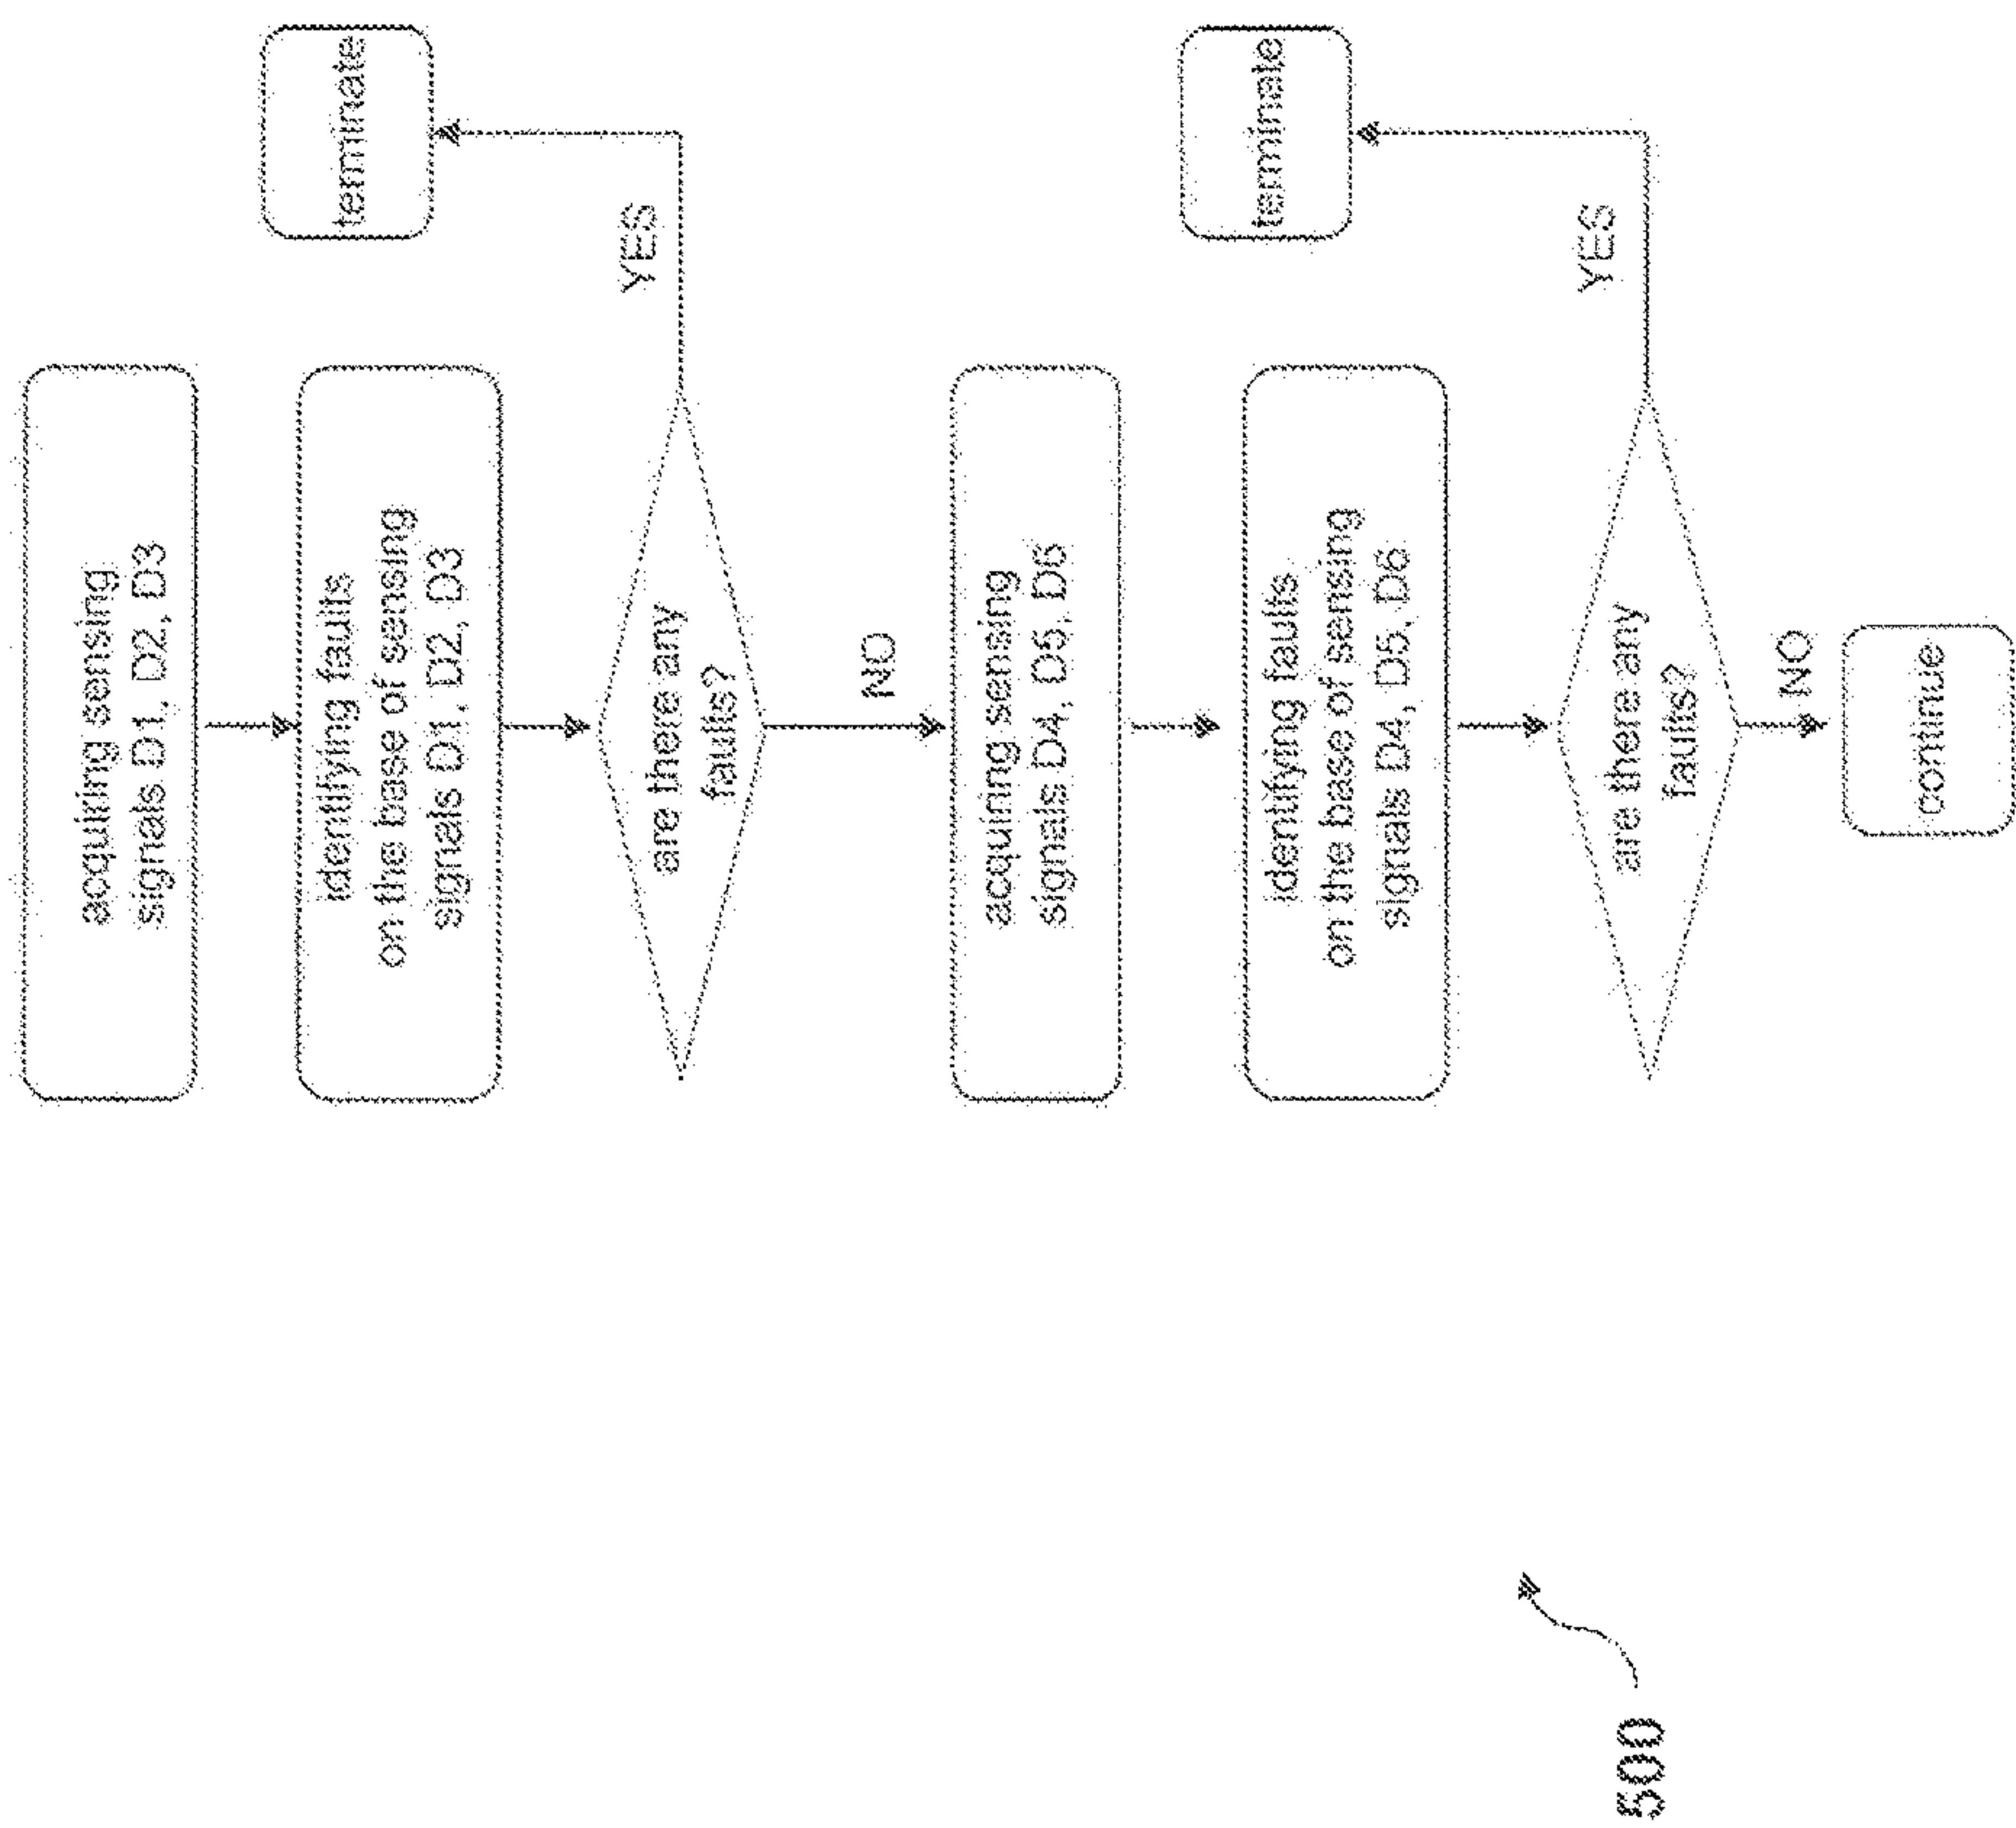 acquiring sensing
signals D1, D2, D3
identifying faults
on the base of sensing
signals D1, D2, D3
terminate
are there any
faults?
YES
NO
acquiring sensing
signals D4, D5, D6
identifying faults
on the base of sensing
signals D4, D5, D6
terminate
are there any
faults?
YES
NO
continue
500